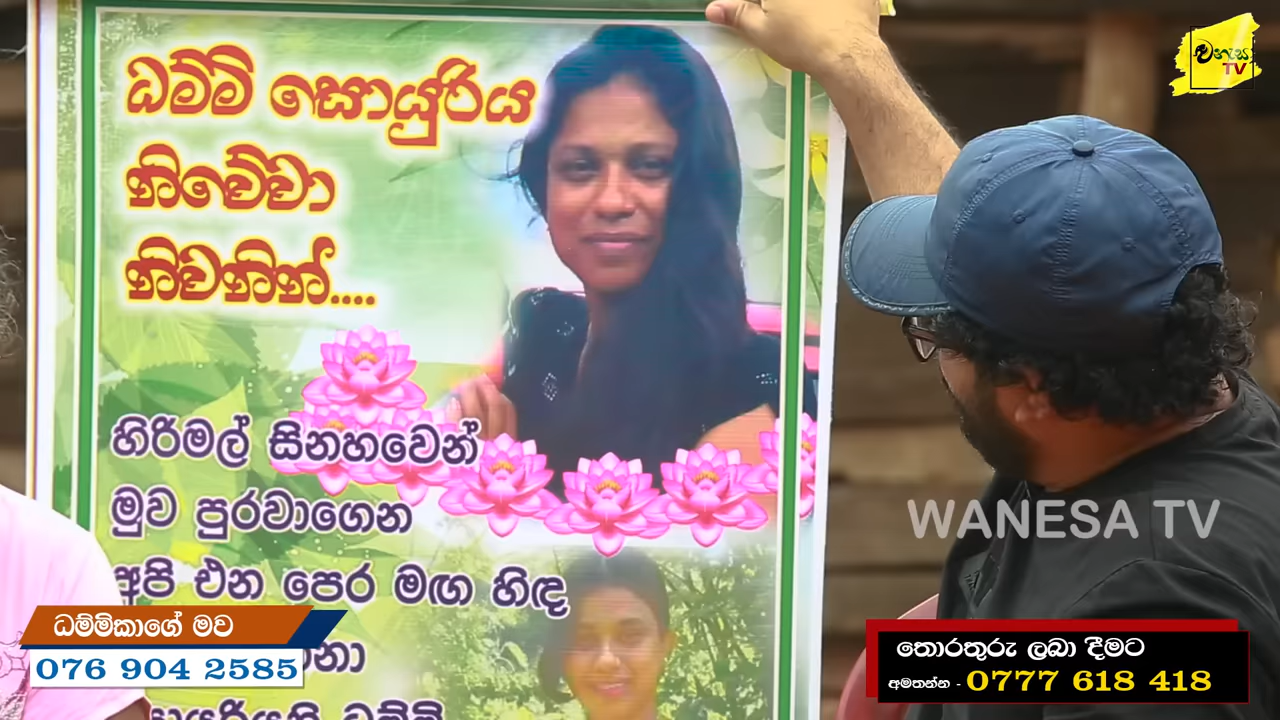 ධම්මි සොයුරිය
නිවේවා
නිවනින්....
හිරිමල් සිනහවෙන්
මුව පුරවාගෙන
අපි එන පෙර මඟ හිඳ
වනැස
TV
WANESA TV
ධම්මිකාගේ මව
076 904 2585
තොරතුරු ලබා දීමට
අමතන්න - 0777 618 418